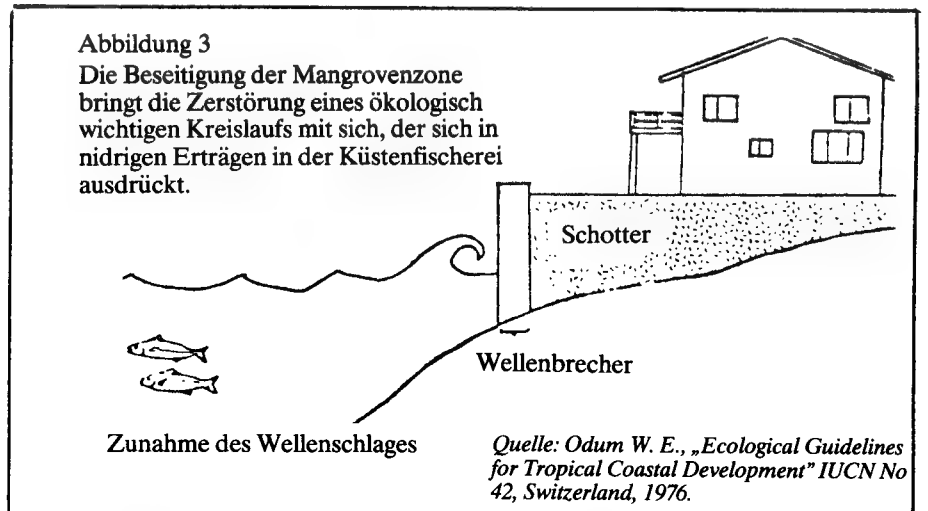 Abbildung 3
Die Beseitigung der Mangrovenzone
bringt die Zerstörung eines ökologisch
wichtigen Kreislaufs mit sich, der sich in
nidrigen Erträgen in der Küstenfischerei
ausdrückt.
Schotter
Wellenbrecher
Zunahme des Wellenschlages
Quelle: Odum W. E., „Ecological Guidelines
for Tropical Coastal Development” IUCN No
42, Switzerland, 1976.